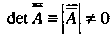 det A̿ ≡ |A̿| ≠ 0